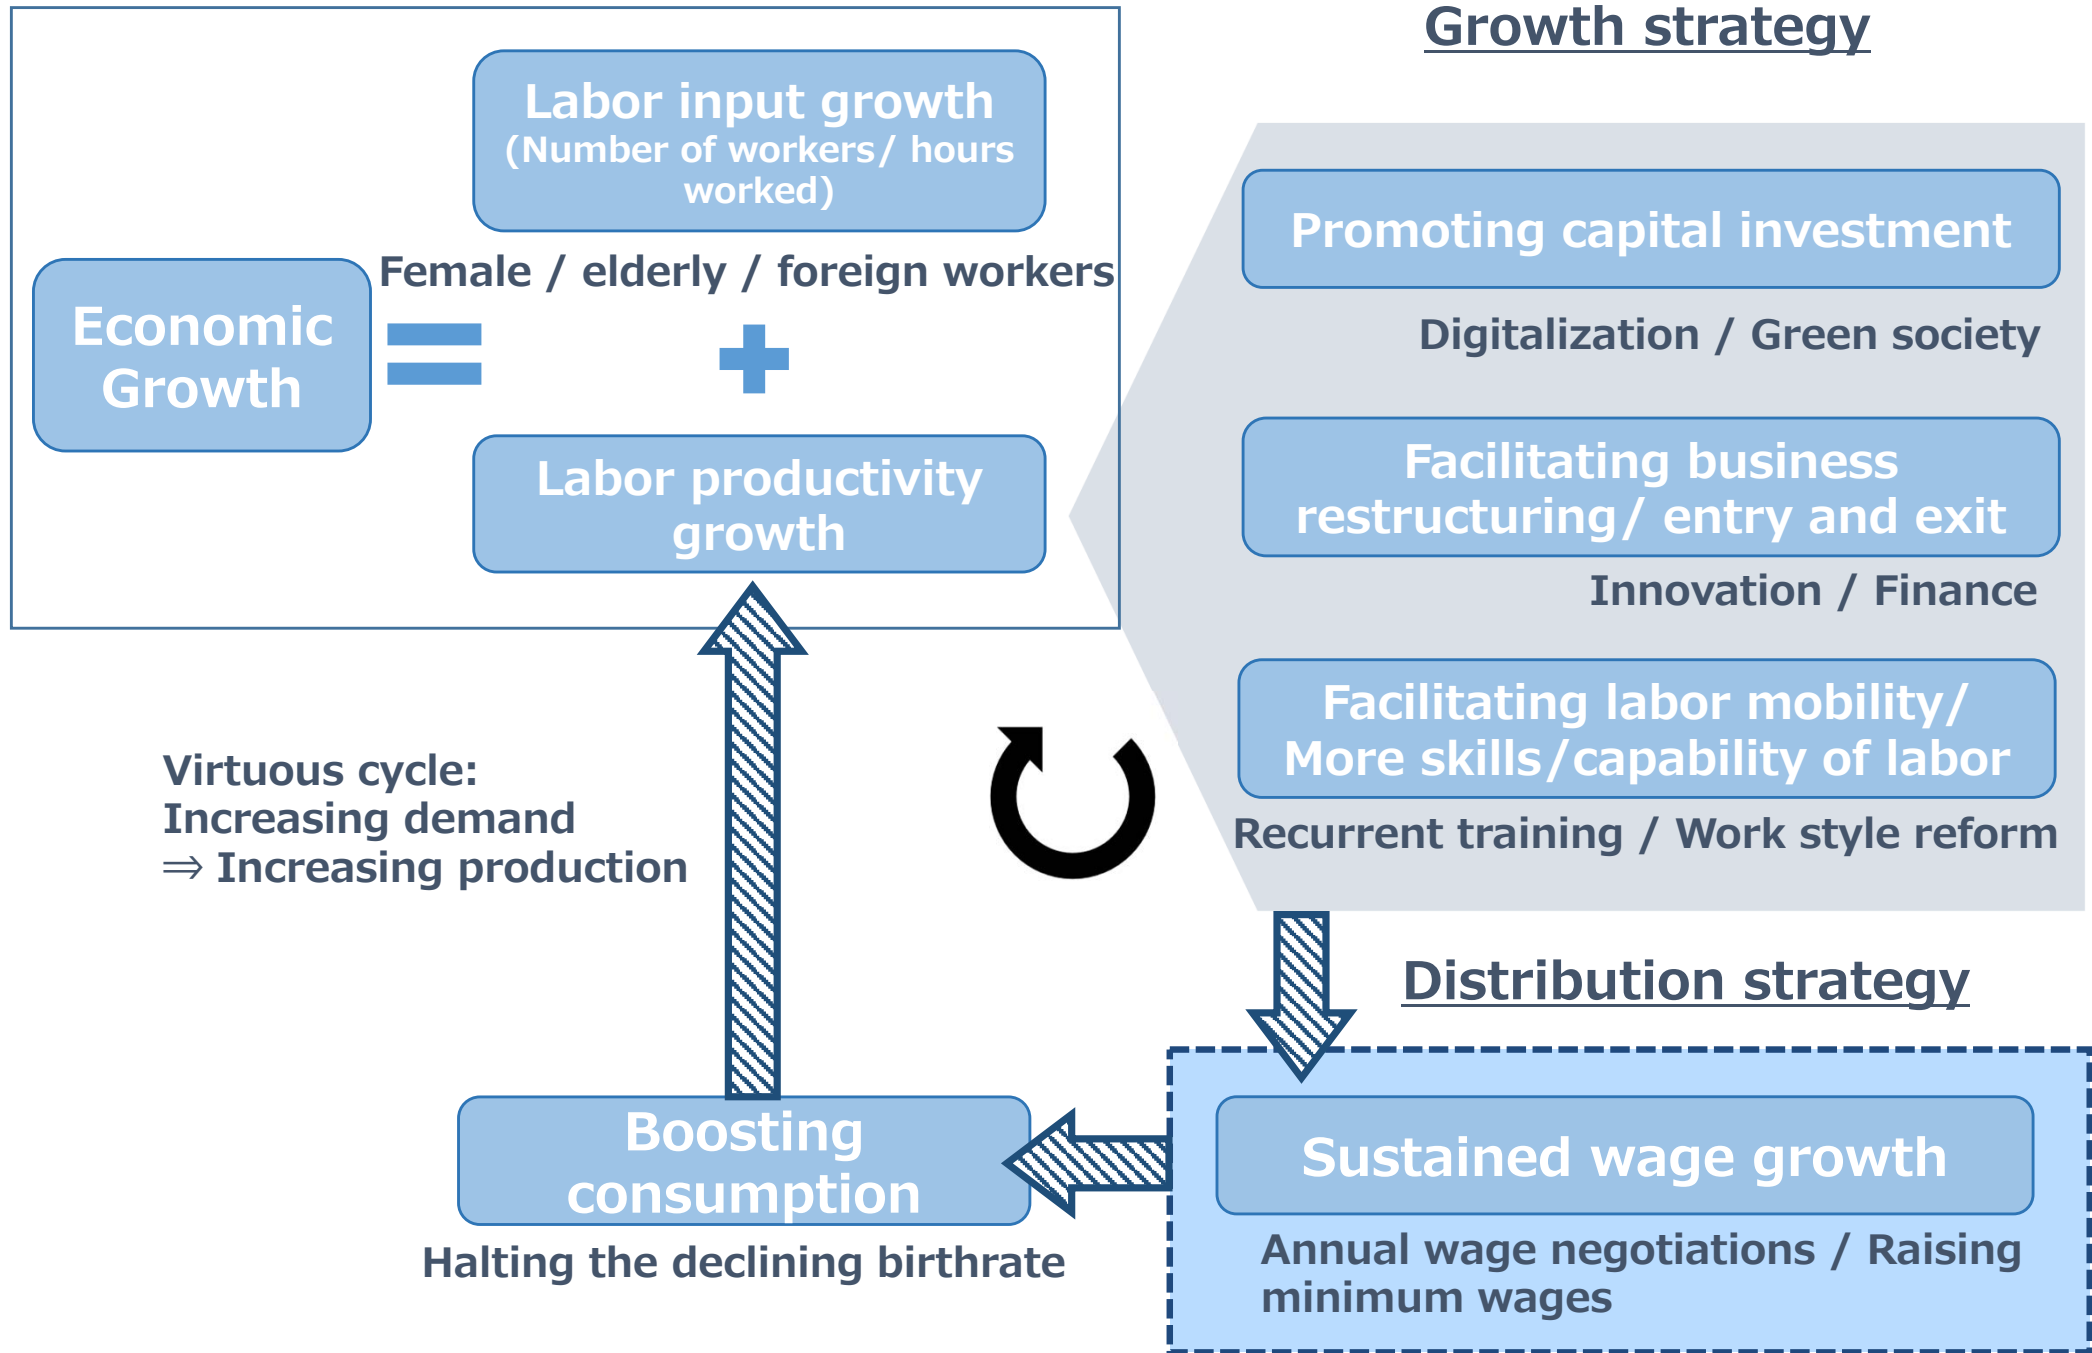 Growth strategy
Labor input growth
(Number of workers/ hours
worked)
Female / elderly / foreign workers
Economic
Growth
=
+
Labor productivity
growth
Promoting capital investment
Digitalization / Green society
Facilitating business
restructuring/ entry and exit
Innovation / Finance
Facilitating labor mobility/
More skills/capability of labor
Recurrent training / Work style reform
Virtuous cycle:
Increasing demand
⇒ Increasing production
Distribution strategy
Sustained wage growth
Annual wage negotiations / Raising
minimum wages
Boosting
consumption
Halting the declining birthrate